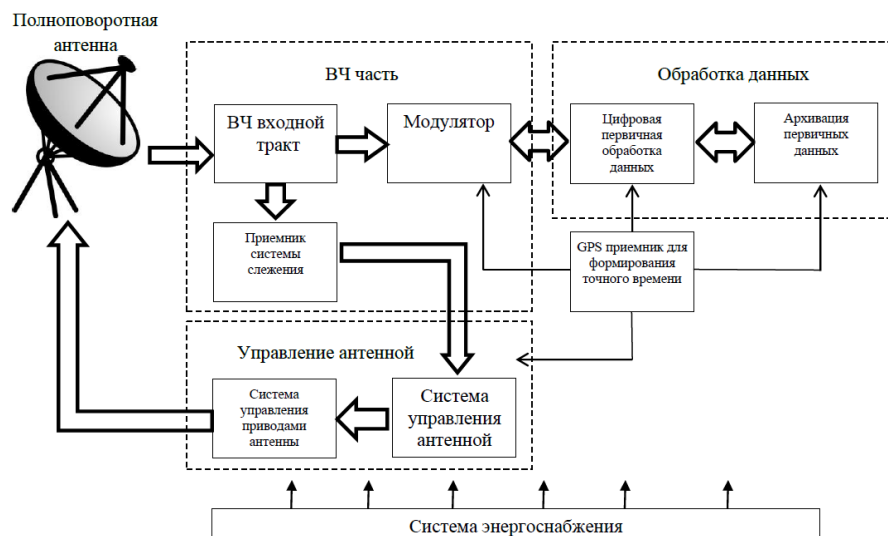 Полноповоротная
антенна
ВЧ часть
Обработка данных
ВЧ входной
тракт
Модулятор
Цифровая
первичная
обработка
данных
Архивация
первичных
данных
Приемник
системы
слежения
GPS приемник для
формирования
точного времени
Управление антенной
Система
управления
приводами
антенны
Система
управления
антенной
Система энергоснабжения